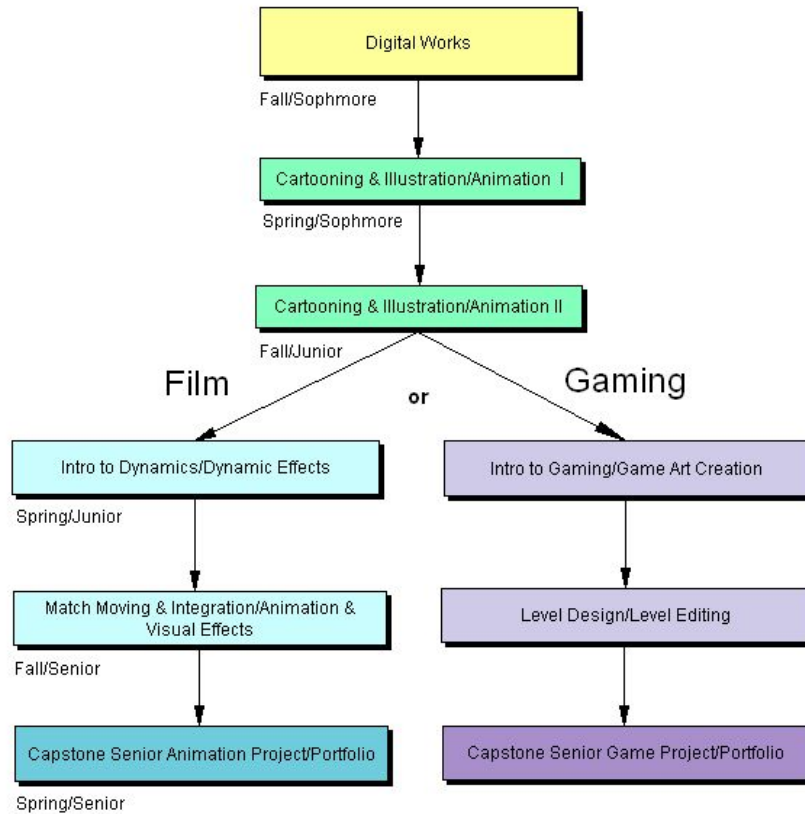 Digital Works
Fall/Sophmore
Cartooning & Illustration/Animation I
Spring/Sophmore
Cartooning & Illustration/Animation II
Fall/Junior
Film
or
Gaming
Intro to Dynamics/Dynamic Effects
Spring/Junior
Match Moving & Integration/Animation &
Visual Effects
Fall/Senior
Capstone Senior Animation Project/Portfolio
Spring/Senior
Intro to Gaming/Game Art Creation
Level Design/Level Editing
Capstone Senior Game Project/Portfolio